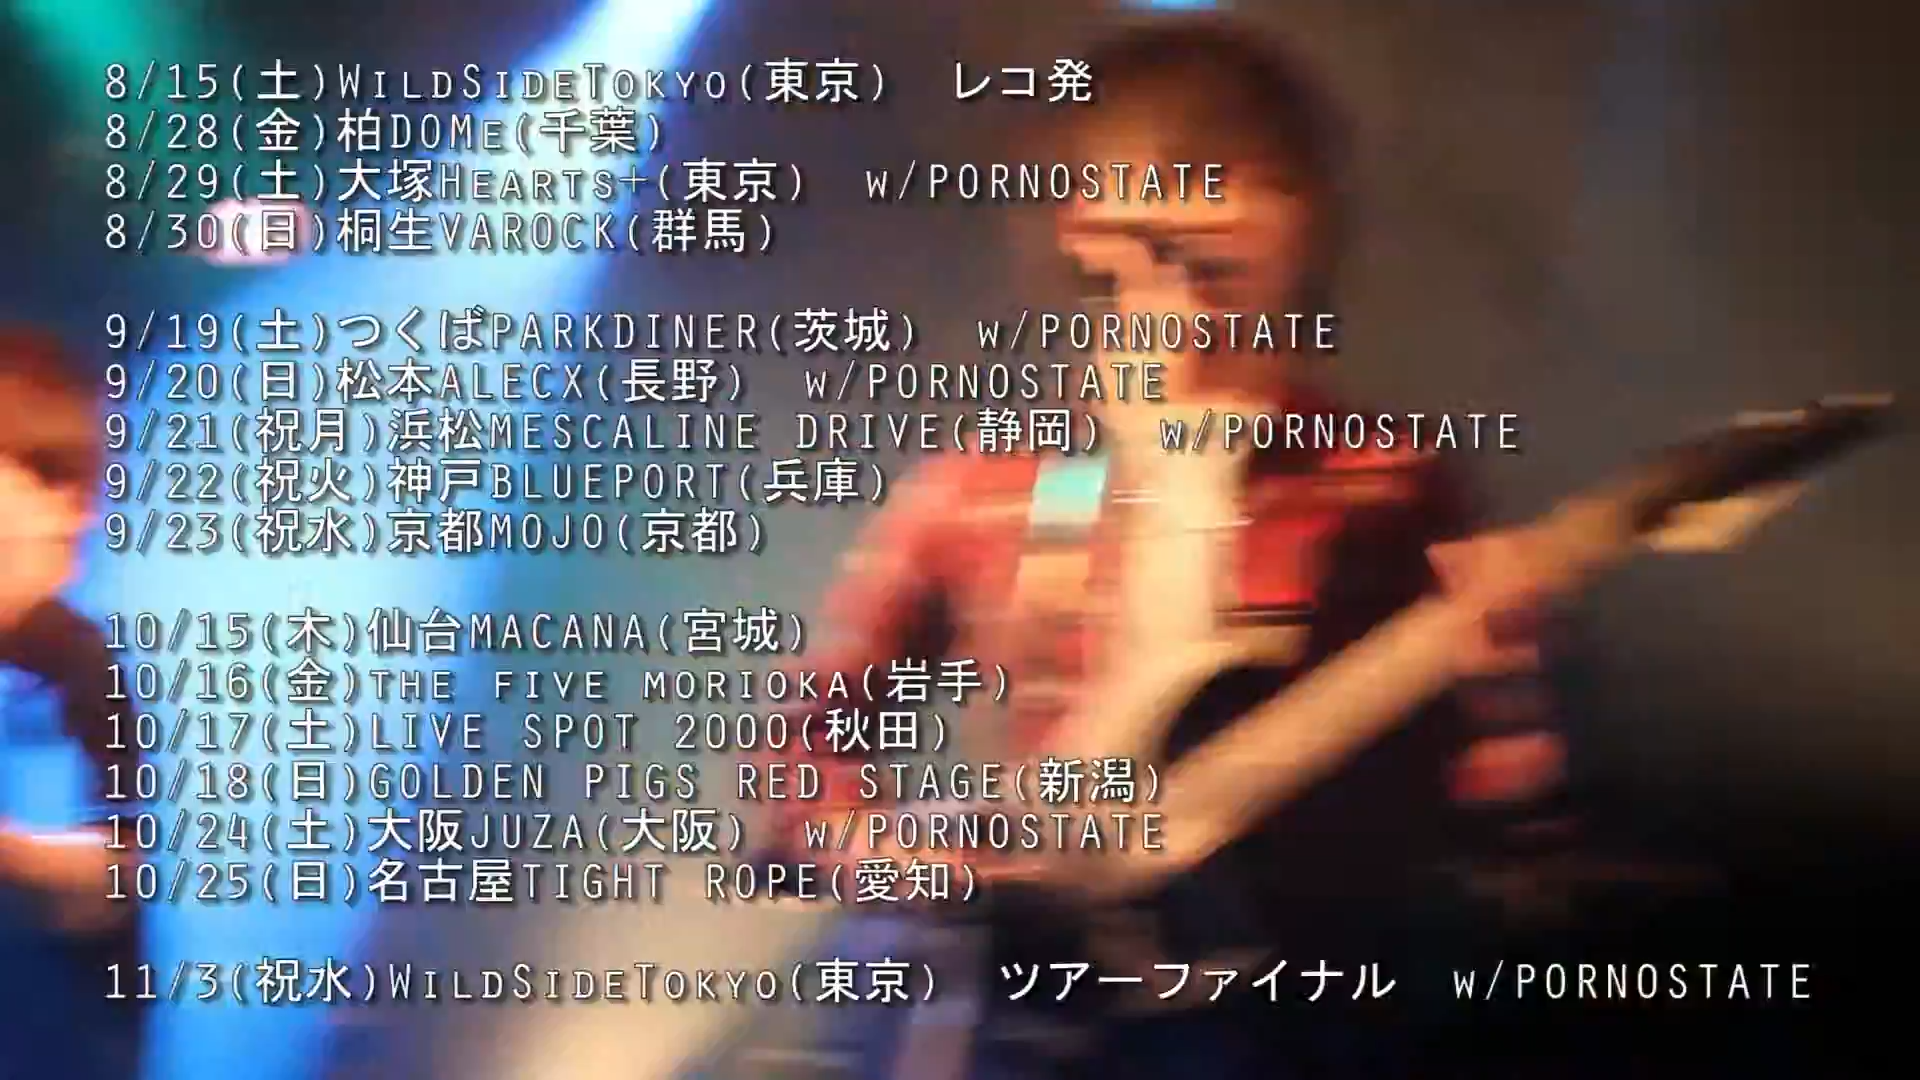 8/15(土)WildSideTokyo(東京)　レコ発
8/28(金)柏DOMe(千葉)
8/29(土)大塚Hearts+(東京)　w/PORNOSTATE
8/30(日)桐生VAROCK(群馬)
9/19(土)つくばPARKDINER(茨城)　w/PORNOSTATE
9/20(日)松本ALECX(長野)　w/PORNOSTATE
9/21(祝月)浜松MESCALINE DRIVE(静岡)　w/PORNOSTATE
9/22(祝火)神戸BLUEPORT(兵庫)
9/23(祝水)京都MOJO(京都)
10/15(木)仙台MACANA(宮城)
10/16(金)the five morioka(岩手)
10/17(土)LIVE SPOT 2000(秋田)
10/18(日)GOLDEN PIGS RED STAGE(新潟)
10/24(土)大阪JUZA(大阪)　w/PORNOSTATE
10/25(日)名古屋TIGHT ROPE(愛知)
11/3(祝水)WildSideTokyo(東京)　ツアーファイナル　w/PORNOSTATE